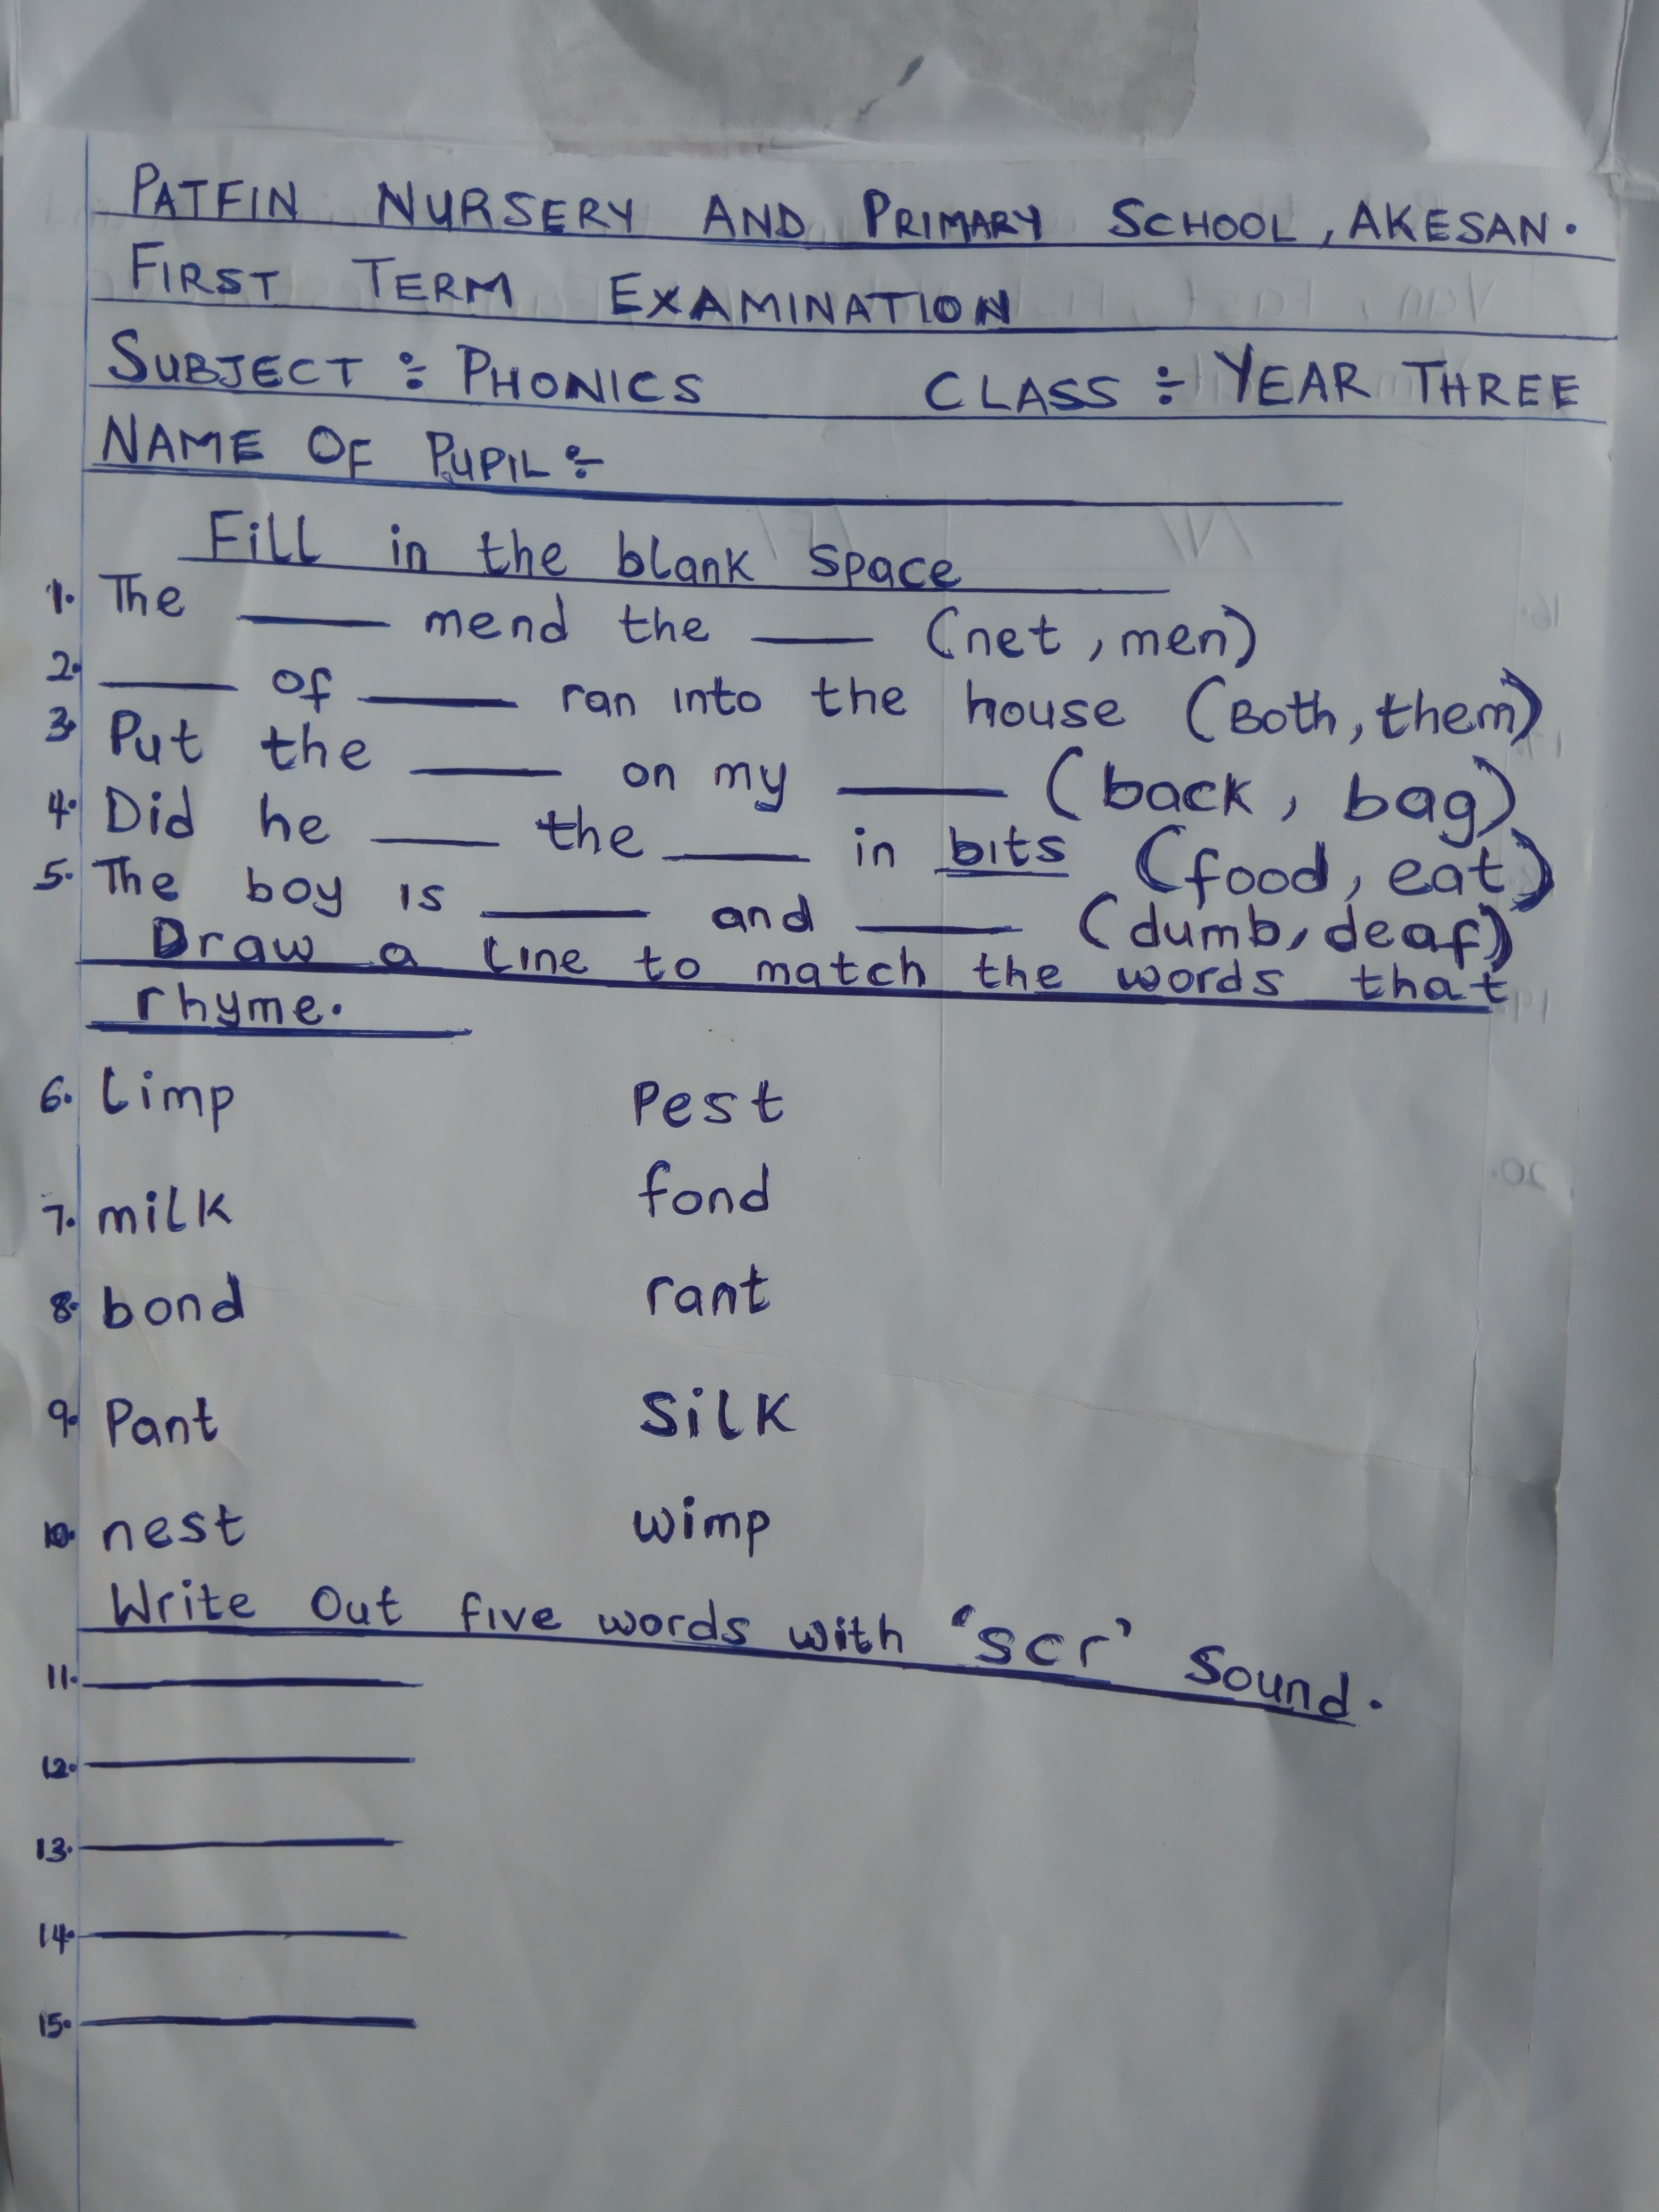 PATFIN NURSERY AND PRIMARY SCHOOL, AKESAN.
FIRST TERM EXAMINATION
SUBJECT ÷ PHONICS CLASS ÷ YEAR THREE
NAME OF PUPIL ÷
Fill in the blank space
1. The ____ mend the ____ (net, men)
2. ____ of ____ ran into the house (Both, them)
3. Put the ____ on my ____ (back, bag)
4. Did he ____ the ____ in bits (food, eat)
5. The boy is ____ and ____ (dumb, deaf)
Draw a line to match the words that
rhyme.
6. limp Pest
7. milk fond
8. bond rant
9. Pant Silk
10. nest wimp
Write Out five words with 'scr' sound.
11. ____
12. ____
13. ____
14. ____
15. ____